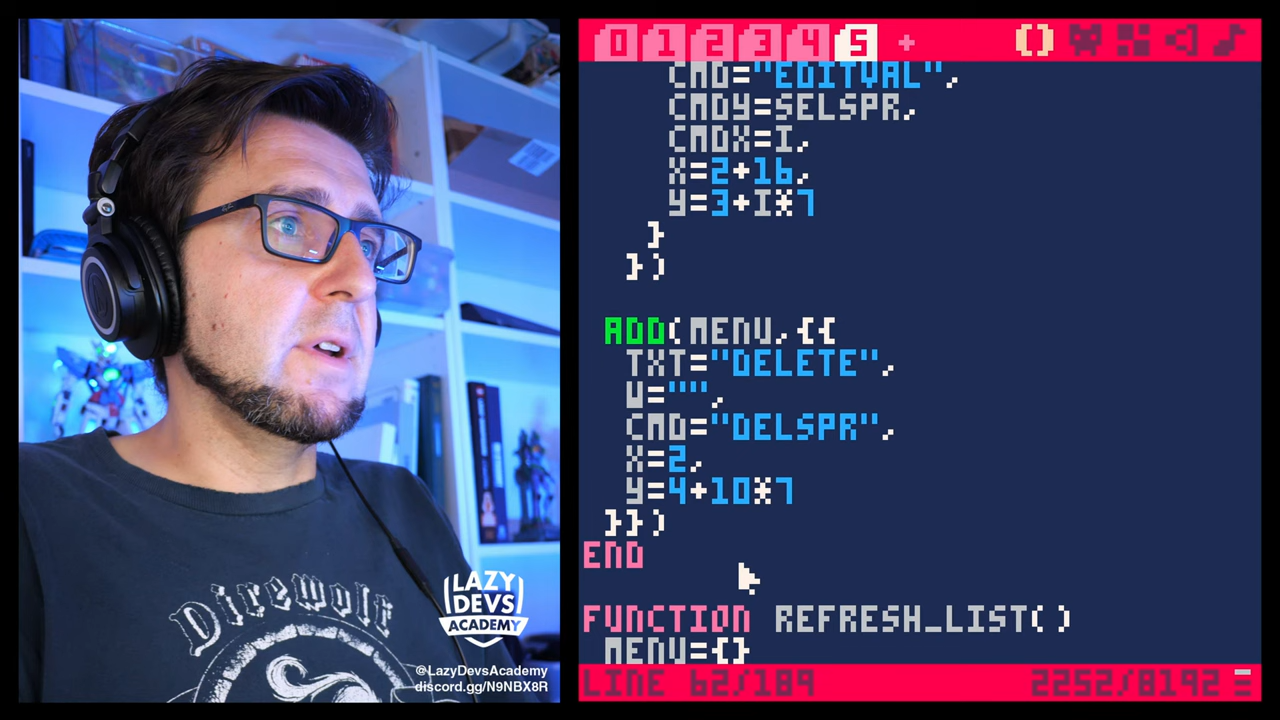 0 1 2 3 4 5 +
CMD="EDITVAL",
CMDY=SELSPR,
CMDX=I,
X=2+16,
Y=3+I*7
}
})
ADD(MENU,{{
TXT="DELETE",
W="",
CMD="DELSPR",
X=2,
Y=4+10*7
}})
END
FUNCTION REFRESH_LIST()
MENU={}
LINE 62/189 2252/8192
Direwolf
LAZY
DEVS
ACADEMY
@LazyDevsAcademy
discord.gg/N9NBX8R